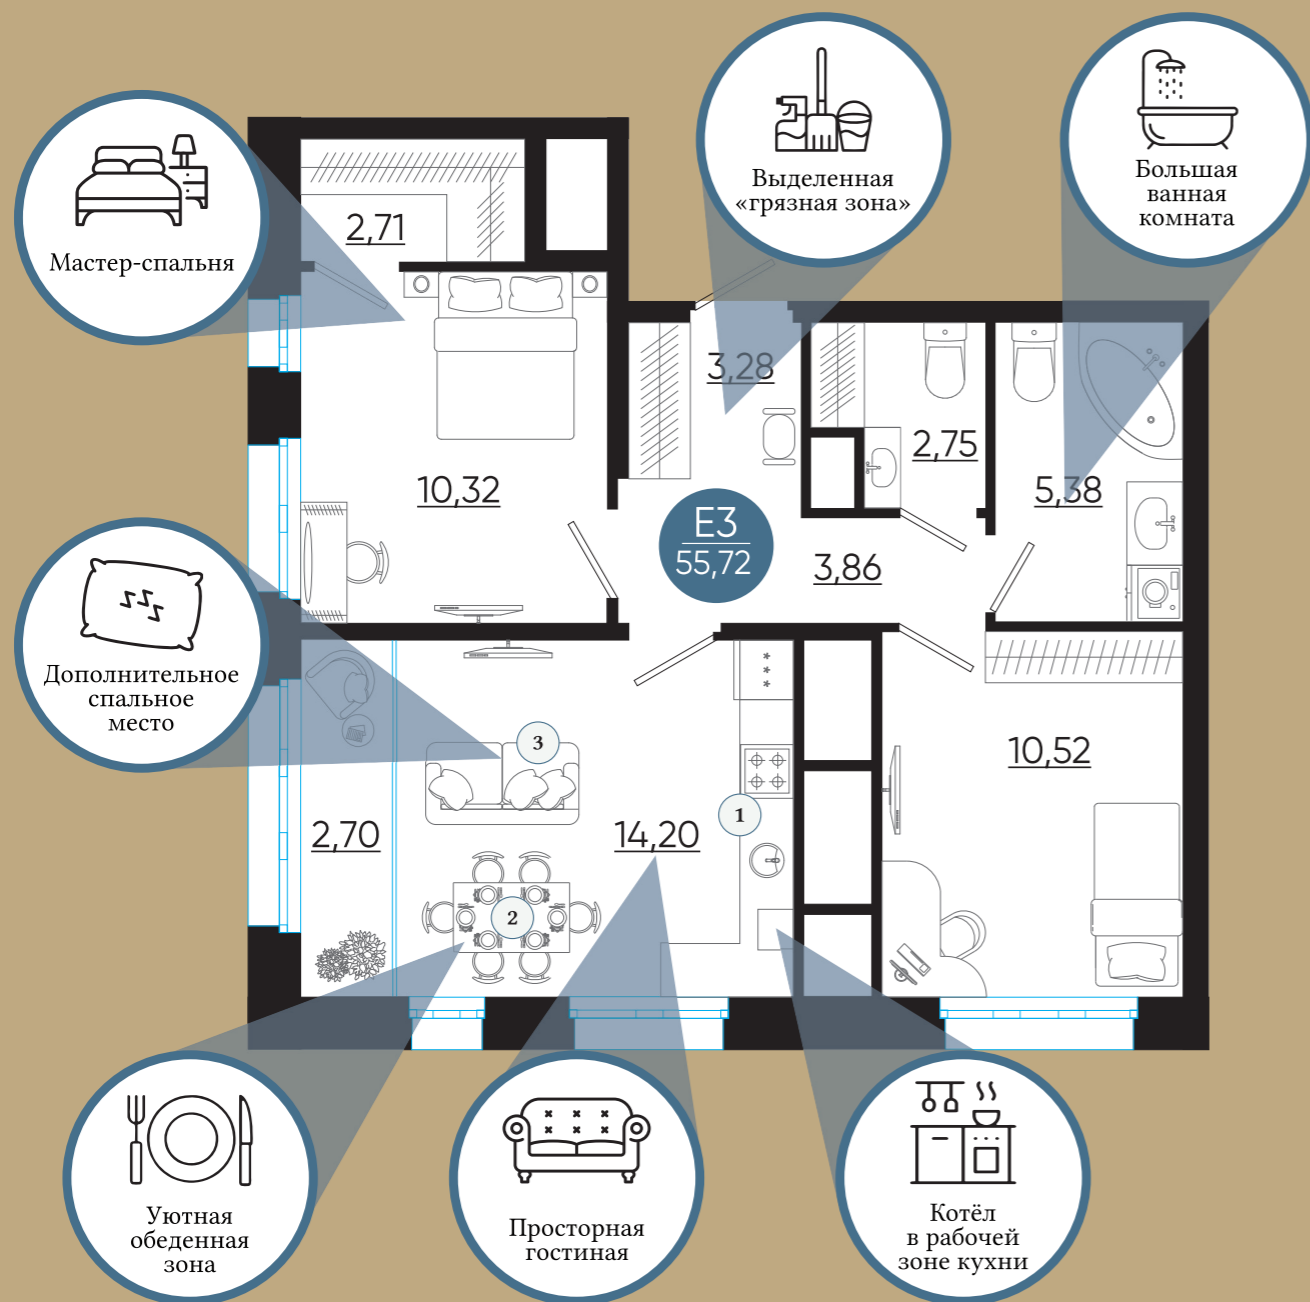 Выделенная
«грязная зона»
Большая
ванная
комната
Мастер-спальня
2,71
3,28
2,75
5,38
10,32
E3
55,72
3,86
Дополнительное
спальное
место
3
10,52
1
2,70
14,20
2
Уютная
обеденная
зона
Просторная
гостиная
Котёл
в рабочей
зоне кухни